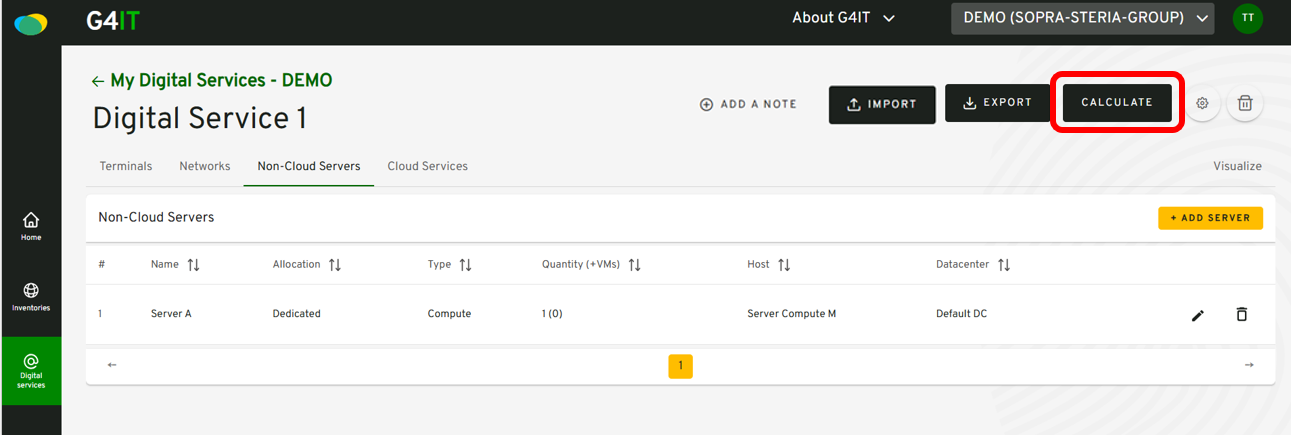 G4IT
About G4IT
DEMO (SOPRA-STERIA-GROUP)
TT
← My Digital Services - DEMO
Digital Service 1
ADD A NOTE
IMPORT
EXPORT
CALCULATE
Terminals Networks Non-Cloud Servers Cloud Services Visualize
Non-Cloud Servers
+ ADD SERVER
# Name Allocation Type Quantity (+VMs) Host Datacenter
1 Server A Dedicated Compute 1 (0) Server Compute M Default DC
← 1 →
Home
Inventories
Digital
services